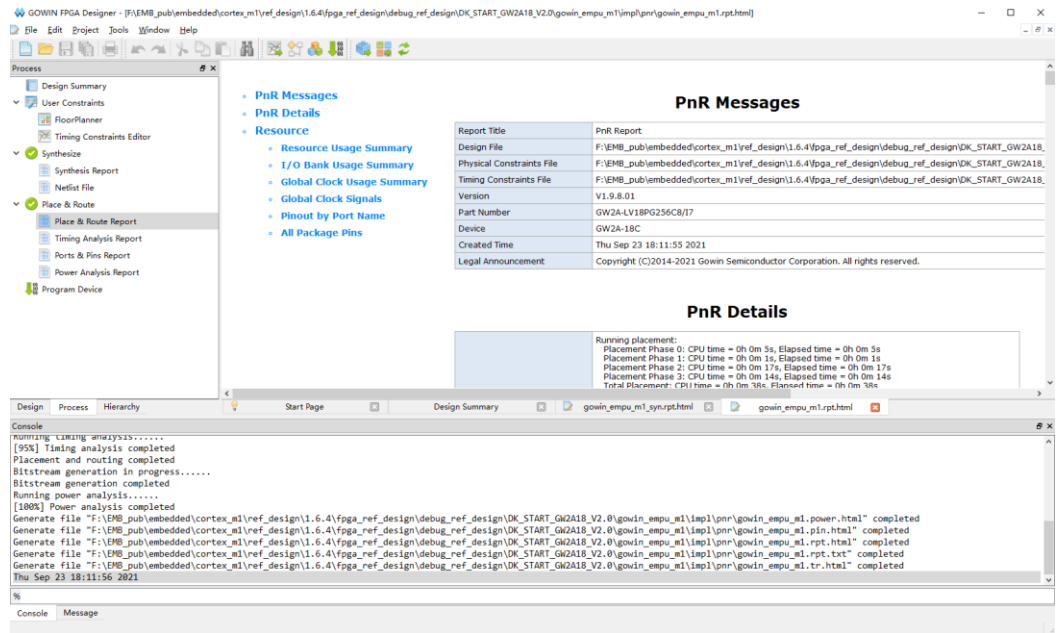 GOWIN FPGA Designer - [F:\EMB_pub\embedded\cortex_m1\ref_design\1.6.4\fpga_ref_design\debug_ref_design\DK_START_GW2A18_V2.0\gowin_empu_m1\impl\pnr\gowin_empu_m1.rpt.html]
File Edit Project Tools Window Help
Process
Design Summary
User Constraints
FloorPlanner
Timing Constraints Editor
Synthesize
Synthesis Report
Netlist File
Place & Route
Place & Route Report
Timing Analysis Report
Ports & Pins Report
Power Analysis Report
Program Device
Design Process Hierarchy
PnR Messages
PnR Details
Resource
Resource Usage Summary
I/O Bank Usage Summary
Global Clock Usage Summary
Global Clock Signals
Pinout by Port Name
All Package Pins
PnR Messages
Report Title PnR Report
Design File F:\EMB_pub\embedded\cortex_m1\ref_design\1.6.4\fpga_ref_design\debug_ref_design\DK_START_GW2A18_
Physical Constraints File F:\EMB_pub\embedded\cortex_m1\ref_design\1.6.4\fpga_ref_design\debug_ref_design\DK_START_GW2A18_
Timing Constraints File F:\EMB_pub\embedded\cortex_m1\ref_design\1.6.4\fpga_ref_design\debug_ref_design\DK_START_GW2A18_
Version V1.9.8.01
Part Number GW2A-LV18PG256C8/I7
Device GW2A-18C
Created Time Thu Sep 23 18:11:55 2021
Legal Announcement Copyright (C)2014-2021 Gowin Semiconductor Corporation. All rights reserved.
PnR Details
Running placement:
Placement Phase 0: CPU time = 0h 0m 5s, Elapsed time = 0h 0m 5s
Placement Phase 1: CPU time = 0h 0m 1s, Elapsed time = 0h 0m 1s
Placement Phase 2: CPU time = 0h 0m 17s, Elapsed time = 0h 0m 17s
Placement Phase 3: CPU time = 0h 0m 14s, Elapsed time = 0h 0m 14s
Total Placement: CPU time = 0h 0m 38s, Elapsed time = 0h 0m 38s
Start Page Design Summary gowin_empu_m1_syn.rpt.html gowin_empu_m1.rpt.html
Console
Running timing analysis......
[95%] Timing analysis completed
Placement and routing completed
Bitstream generation in progress......
Bitstream generation completed
Running power analysis......
[100%] Power analysis completed
Generate file "F:\EMB_pub\embedded\cortex_m1\ref_design\1.6.4\fpga_ref_design\debug_ref_design\DK_START_GW2A18_V2.0\gowin_empu_m1\impl\pnr\gowin_empu_m1.power.html" completed
Generate file "F:\EMB_pub\embedded\cortex_m1\ref_design\1.6.4\fpga_ref_design\debug_ref_design\DK_START_GW2A18_V2.0\gowin_empu_m1\impl\pnr\gowin_empu_m1.pin.html" completed
Generate file "F:\EMB_pub\embedded\cortex_m1\ref_design\1.6.4\fpga_ref_design\debug_ref_design\DK_START_GW2A18_V2.0\gowin_empu_m1\impl\pnr\gowin_empu_m1.rpt.html" completed
Generate file "F:\EMB_pub\embedded\cortex_m1\ref_design\1.6.4\fpga_ref_design\debug_ref_design\DK_START_GW2A18_V2.0\gowin_empu_m1\impl\pnr\gowin_empu_m1.rpt.txt" completed
Generate file "F:\EMB_pub\embedded\cortex_m1\ref_design\1.6.4\fpga_ref_design\debug_ref_design\DK_START_GW2A18_V2.0\gowin_empu_m1\impl\pnr\gowin_empu_m1.tr.html" completed
Thu Sep 23 18:11:56 2021
%
Console Message